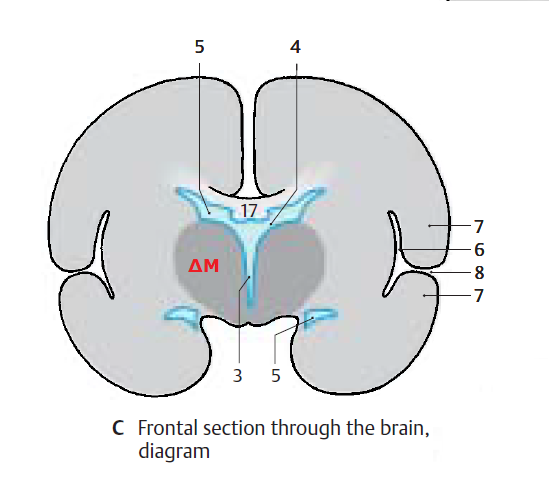 5 4
17
7
ΔM
6
8
7
3 5
C Frontal section through the brain,
diagram